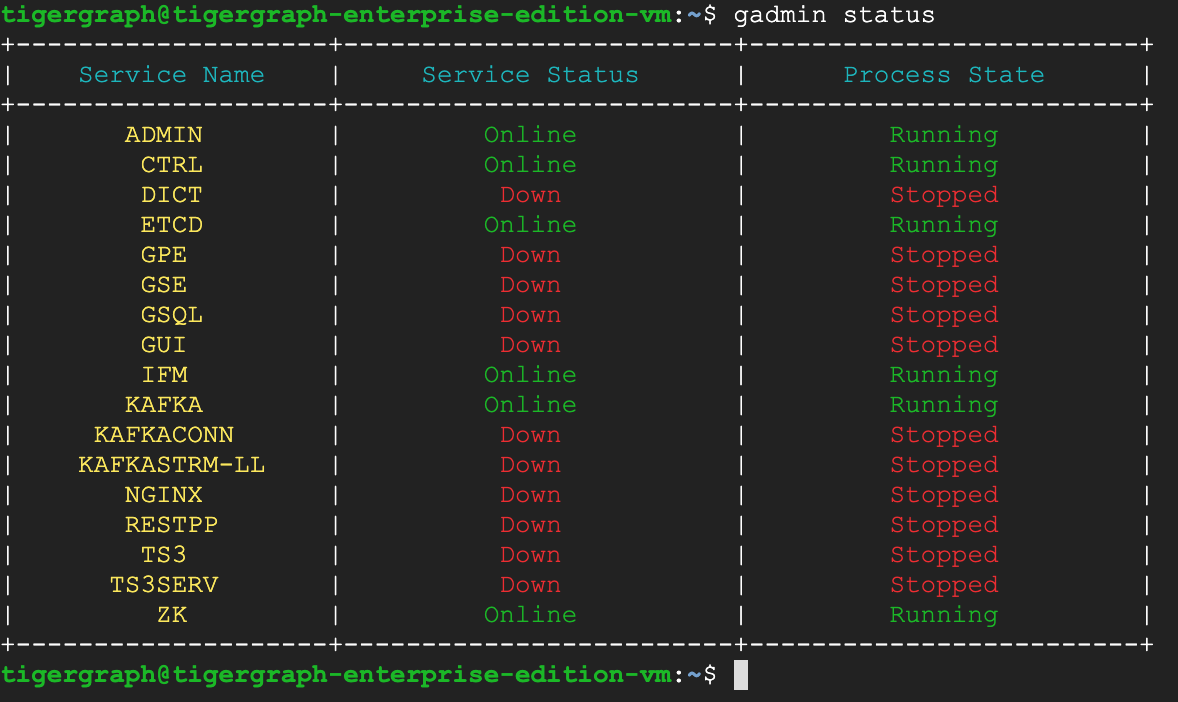 tigergraph@tigergraph-enterprise-edition-vm:~$ gadmin status
+--------------------+-------------------------+-------------------------+
|    Service Name    |     Service Status      |      Process State      |
+--------------------+-------------------------+-------------------------+
|       ADMIN        |         Online          |         Running         |
|        CTRL        |         Online          |         Running         |
|        DICT        |          Down           |         Stopped         |
|        ETCD        |         Online          |         Running         |
|        GPE         |          Down           |         Stopped         |
|        GSE         |          Down           |         Stopped         |
|        GSQL        |          Down           |         Stopped         |
|        GUI         |          Down           |         Stopped         |
|        IFM         |         Online          |         Running         |
|       KAFKA        |         Online          |         Running         |
|     KAFKACONN      |          Down           |         Stopped         |
|    KAFKASTRM-LL    |          Down           |         Stopped         |
|       NGINX        |          Down           |         Stopped         |
|       RESTPP       |          Down           |         Stopped         |
|        TS3         |          Down           |         Stopped         |
|      TS3SERV       |          Down           |         Stopped         |
|         ZK         |         Online          |         Running         |
+--------------------+-------------------------+-------------------------+
tigergraph@tigergraph-enterprise-edition-vm:~$